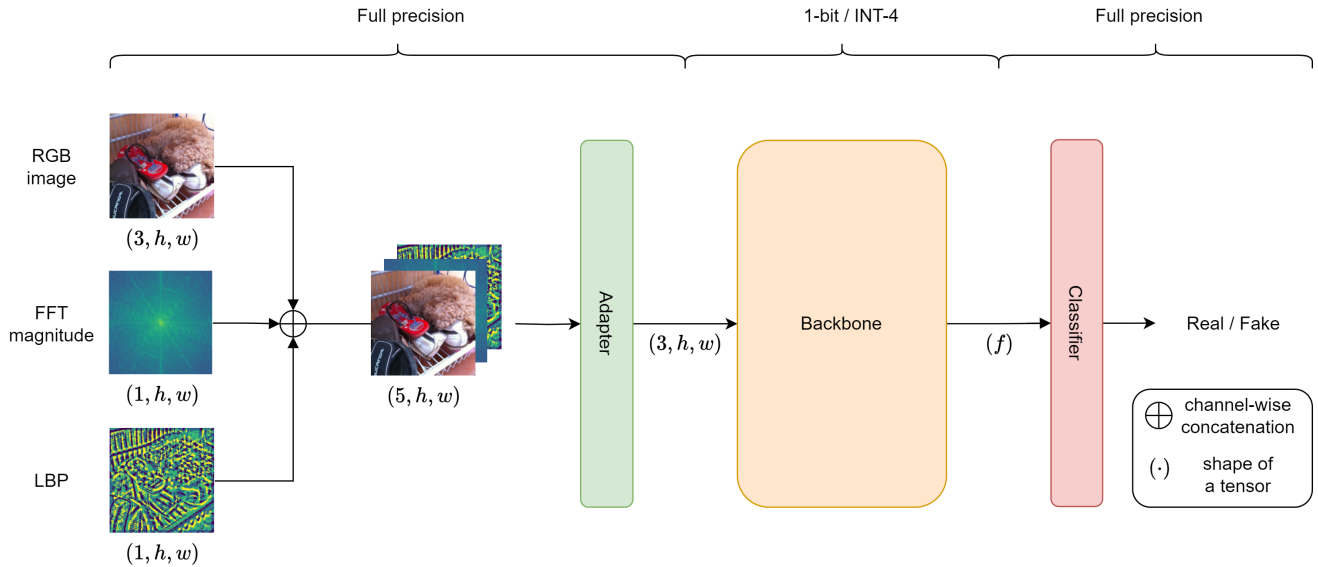 Full precision
1-bit / INT-4
Full precision
RGB
image
(3, h, w)
FFT
magnitude
(1, h, w)
LBP
(1, h, w)
(5, h, w)
Adapter
(3, h, w)
Backbone
(f)
Classifier
Real / Fake
channel-wise
concatenation
(·)
shape of
a tensor